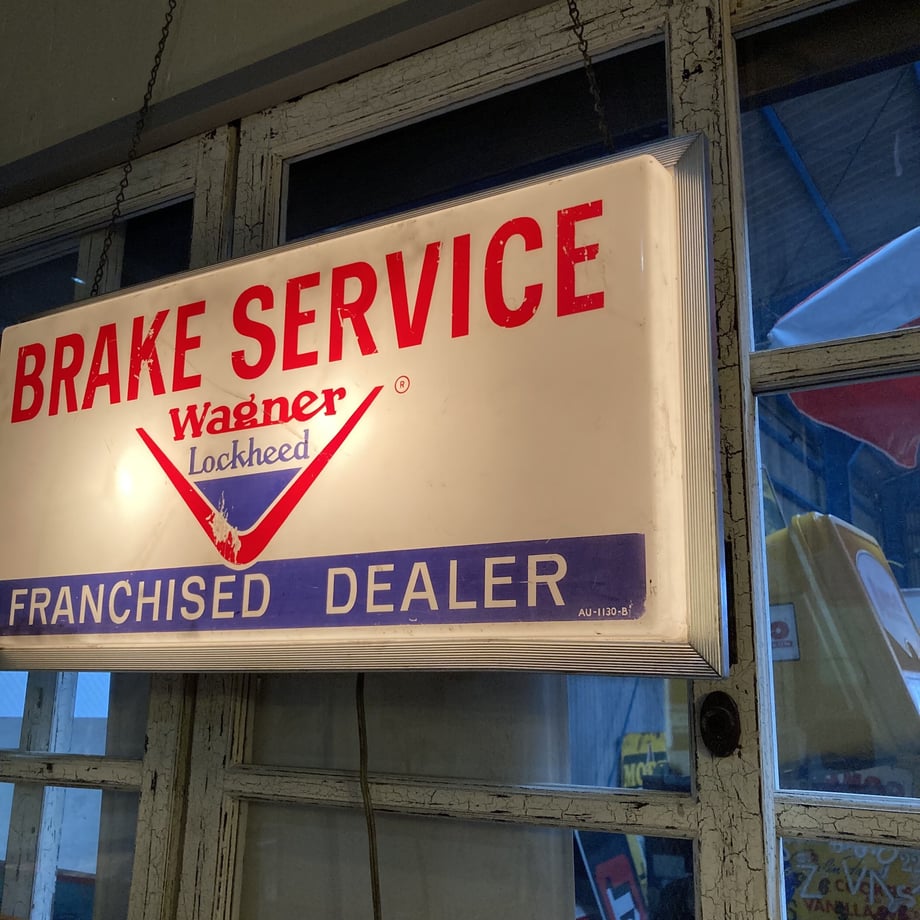 BRAKE SERVICE
Wagner ®
Lockheed
FRANCHISED DEALER
AU-1130-B